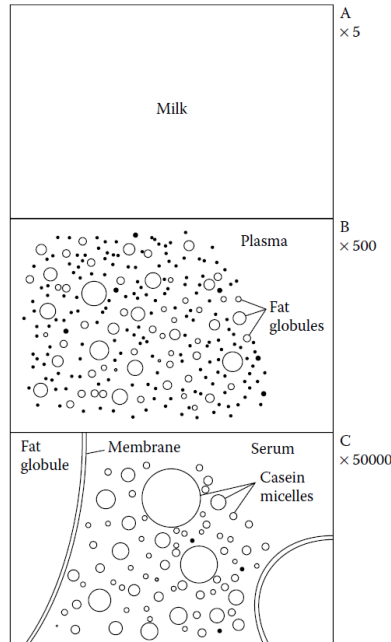 A
× 5
Milk
B
× 500
Plasma
Fat
globules
C
× 50000
Fat
globule
Membrane
Serum
Casein
micelles